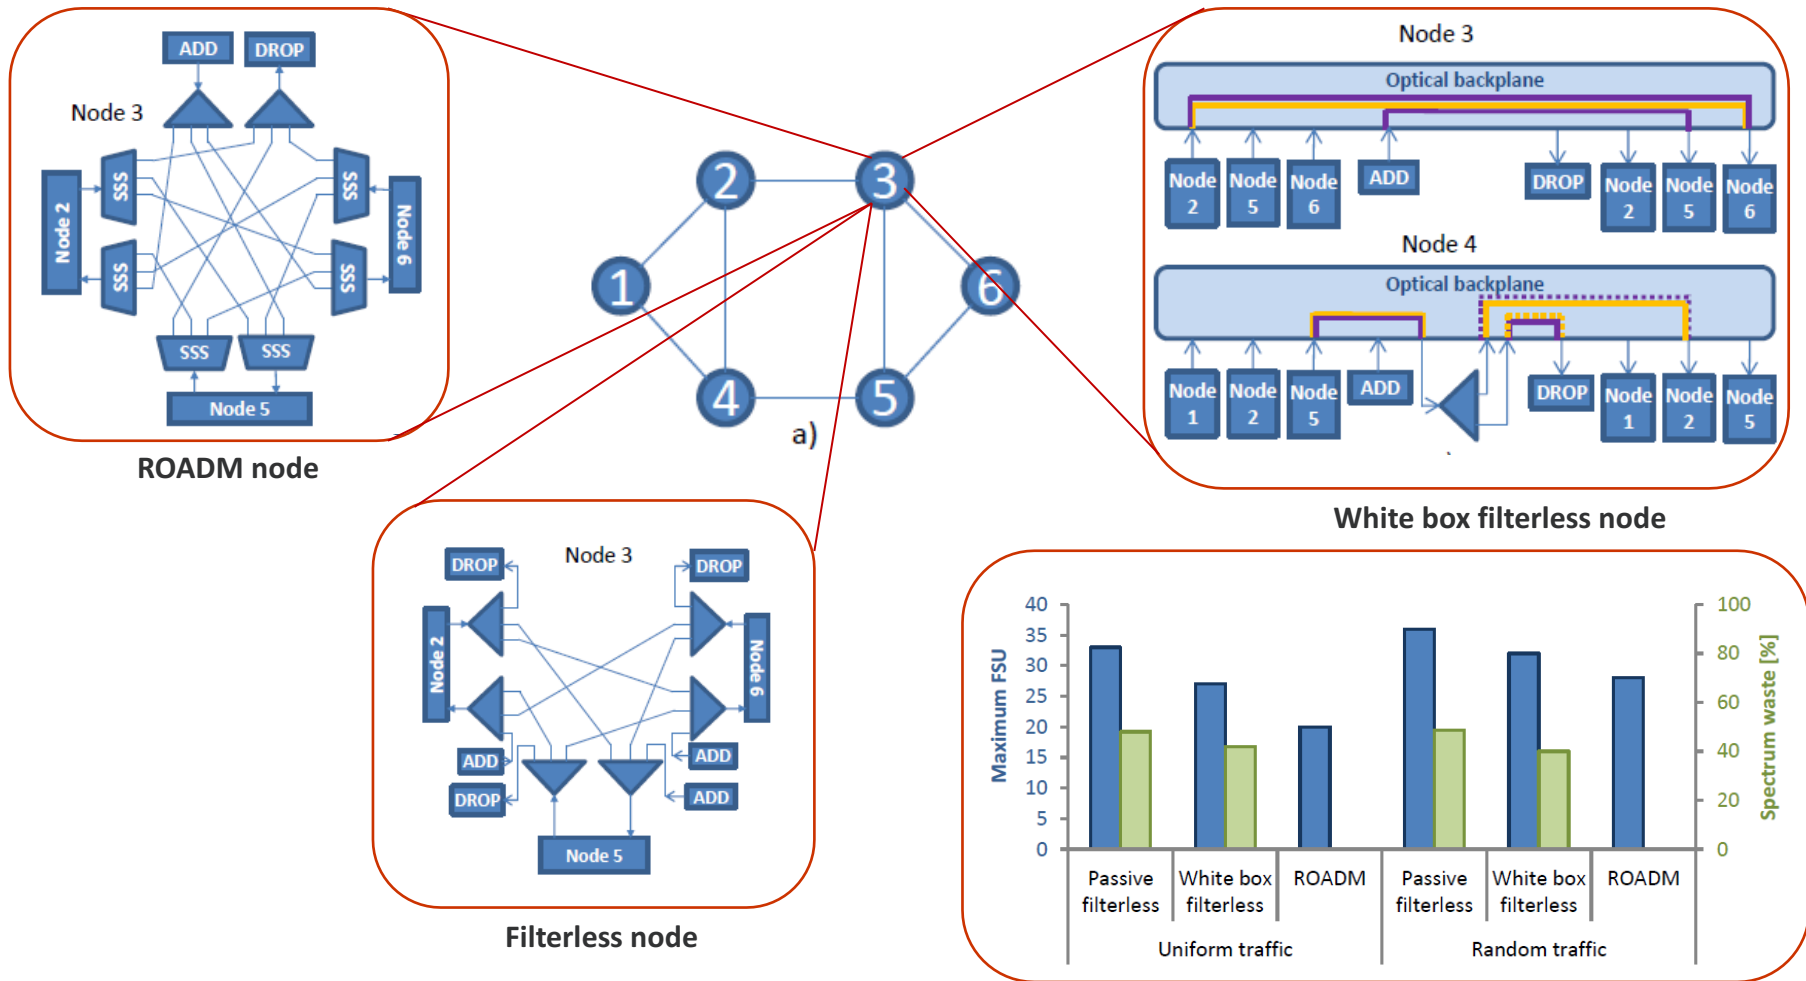 ADD
DROP
Node 3
SSS
SSS
Node 2
Node 6
SSS
SSS
SSS
SSS
Node 5
ROADM node
2
3
1
6
4
5
a)
Node 3
Optical backplane
Node 2
Node 5
Node 6
ADD
DROP
Node 2
Node 5
Node 6
Node 4
Optical backplane
Node 1
Node 2
Node 5
ADD
DROP
Node 1
Node 2
Node 5
White box filterless node
Node 3
DROP
DROP
Node 2
Node 6
ADD
DROP
ADD
ADD
Node 5
Filterless node
Maximum FSU
40
35
30
25
20
15
10
5
0
100
80
60
40
20
0
Spectrum waste [%]
Passive filterless
White box filterless
ROADM
Passive filterless
White box filterless
ROADM
Uniform traffic
Random traffic